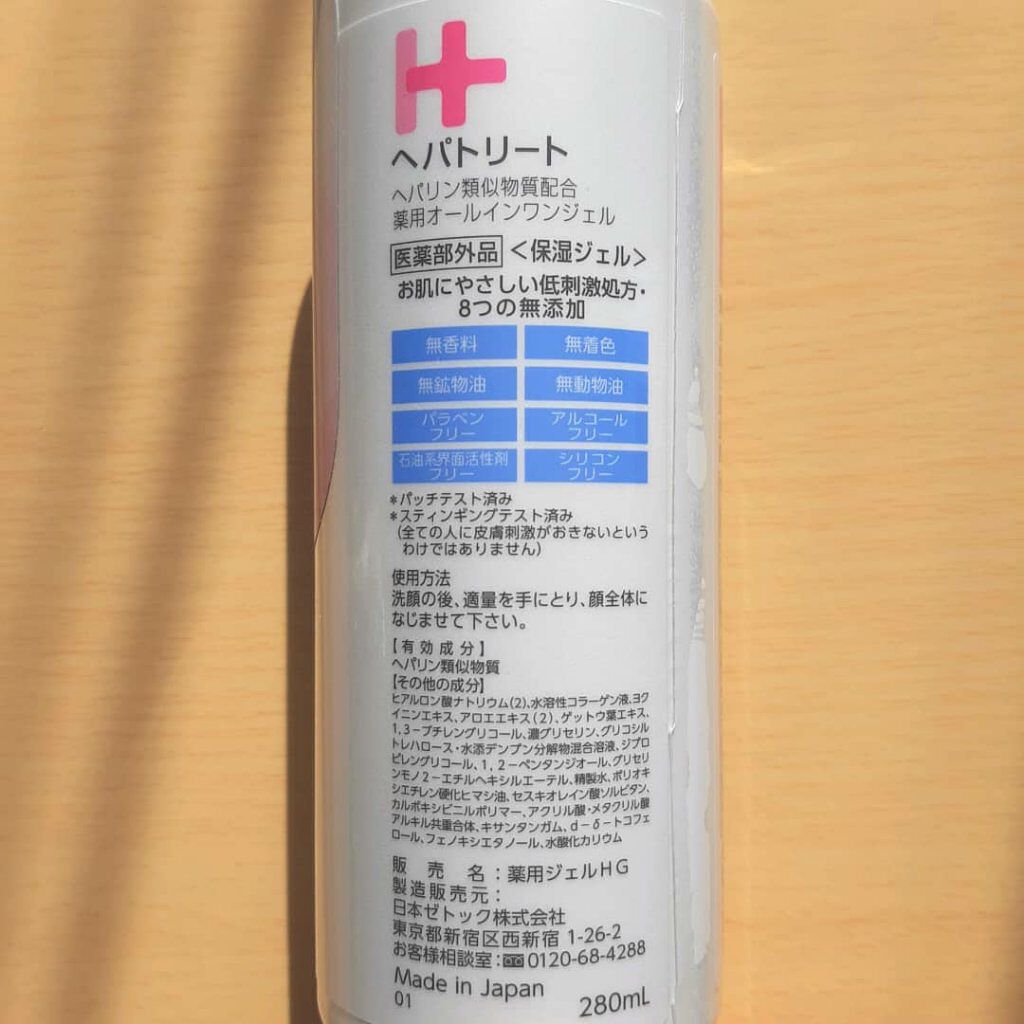 H
ヘパトリート
ヘパリン類似物質配合
薬用オールインワンジェル
医薬部外品 <保湿ジェル>
お肌にやさしい低刺激処方・
8つの無添加
無香料 無着色
無鉱物油 無動物油
パラベン
フリー
アルコール
フリー
石油系界面活性剤
フリー
シリコン
フリー
*パッチテスト済み
*スティンギングテスト済み
(全ての人に皮膚刺激がおきないという
わけではありません)
使用方法
洗顔の後、適量を手にとり、顔全体に
なじませて下さい。
【有効成分】
ヘパリン類似物質
【その他の成分】
ヒアルロン酸ナトリウム(2)、水溶性コラーゲン液、ヨク
イニンエキス、アロエエキス(2)、ゲットウ葉エキス、
1,3-ブチレングリコール、濃グリセリン、グリコシル
トレハロース・水添デンプン分解物混合溶液、ジプロ
ピレングリコール、1,2-ペンタンジオール、グリセリ
ンモノ2-エチルヘキシルエーテル、精製水、ポリオキ
シエチレン硬化ヒマシ油、セスキオレイン酸ソルビタン、
カルボキシビニルポリマー、アクリル酸・メタクリル酸
アルキル共重合体、キサンタンガム、d-δ-トコフェ
ロール、フェノキシエタノール、水酸化カリウム
販売名:薬用ジェルHG
製造販売元:
日本ゼトック株式会社
東京都新宿区西新宿 1-26-2
お客様相談室:0120-68-4288
Made in Japan
01 280mL